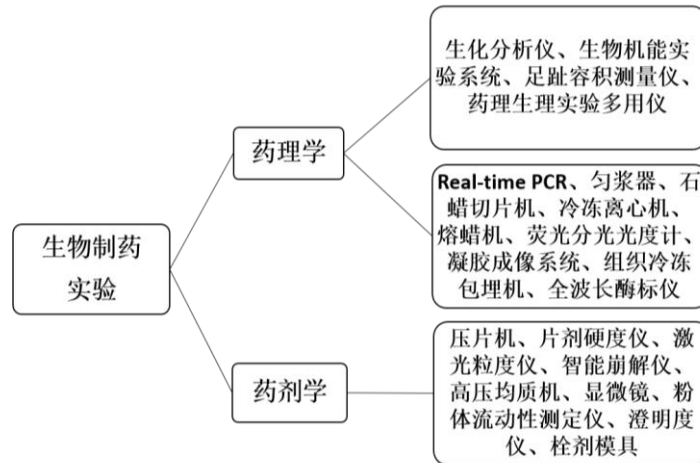 生物制药
实验
药理学
生化分析仪、生物机能实
验系统、足趾容积测量仪、
药理生理实验多用仪
Real-time PCR、匀浆器、石
蜡切片机、冷冻离心机、
熔蜡机、荧光分光光度计、
凝胶成像系统、组织冷冻
包埋机、全波长酶标仪
药剂学
压片机、片剂硬度仪、激
光粒度仪、智能崩解仪、
高压均质机、显微镜、粉
体流动性测定仪、澄明度
仪、栓剂模具